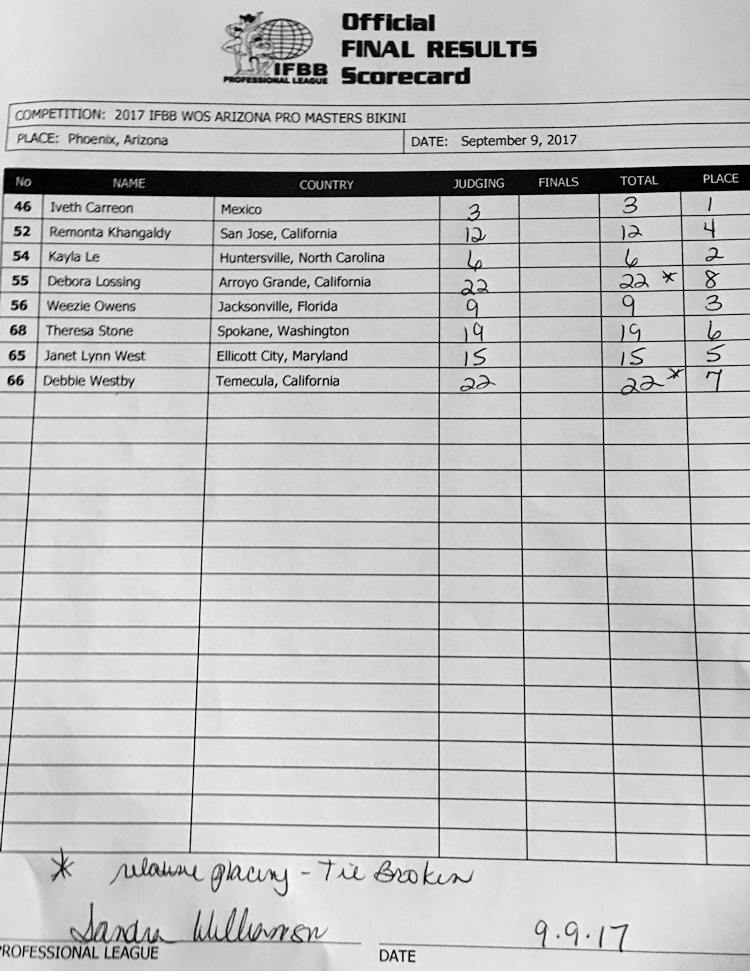 Official
FINAL RESULTS
Scorecard
IFBB
PROFESSIONAL LEAGUE
COMPETITION: 2017 IFBB WOS ARIZONA PRO MASTERS BIKINI
PLACE: Phoenix, Arizona DATE: September 9, 2017
No NAME COUNTRY JUDGING FINALS TOTAL PLACE
46 Iveth Carreon Mexico 3 3 1
52 Remonta Khangaldy San Jose, California 12 12 4
54 Kayla Le Huntersville, North Carolina 6 6 2
55 Debora Lossing Arroyo Grande, California 22 22 * 8
56 Weezie Owens Jacksonville, Florida 9 9 3
68 Theresa Stone Spokane, Washington 19 19 6
65 Janet Lynn West Ellicott City, Maryland 15 15 5
66 Debbie Westby Temecula, California 22 22 * 7
* relative placing - Tie Broken
Sandra Williamson 9.9.17
PROFESSIONAL LEAGUE DATE